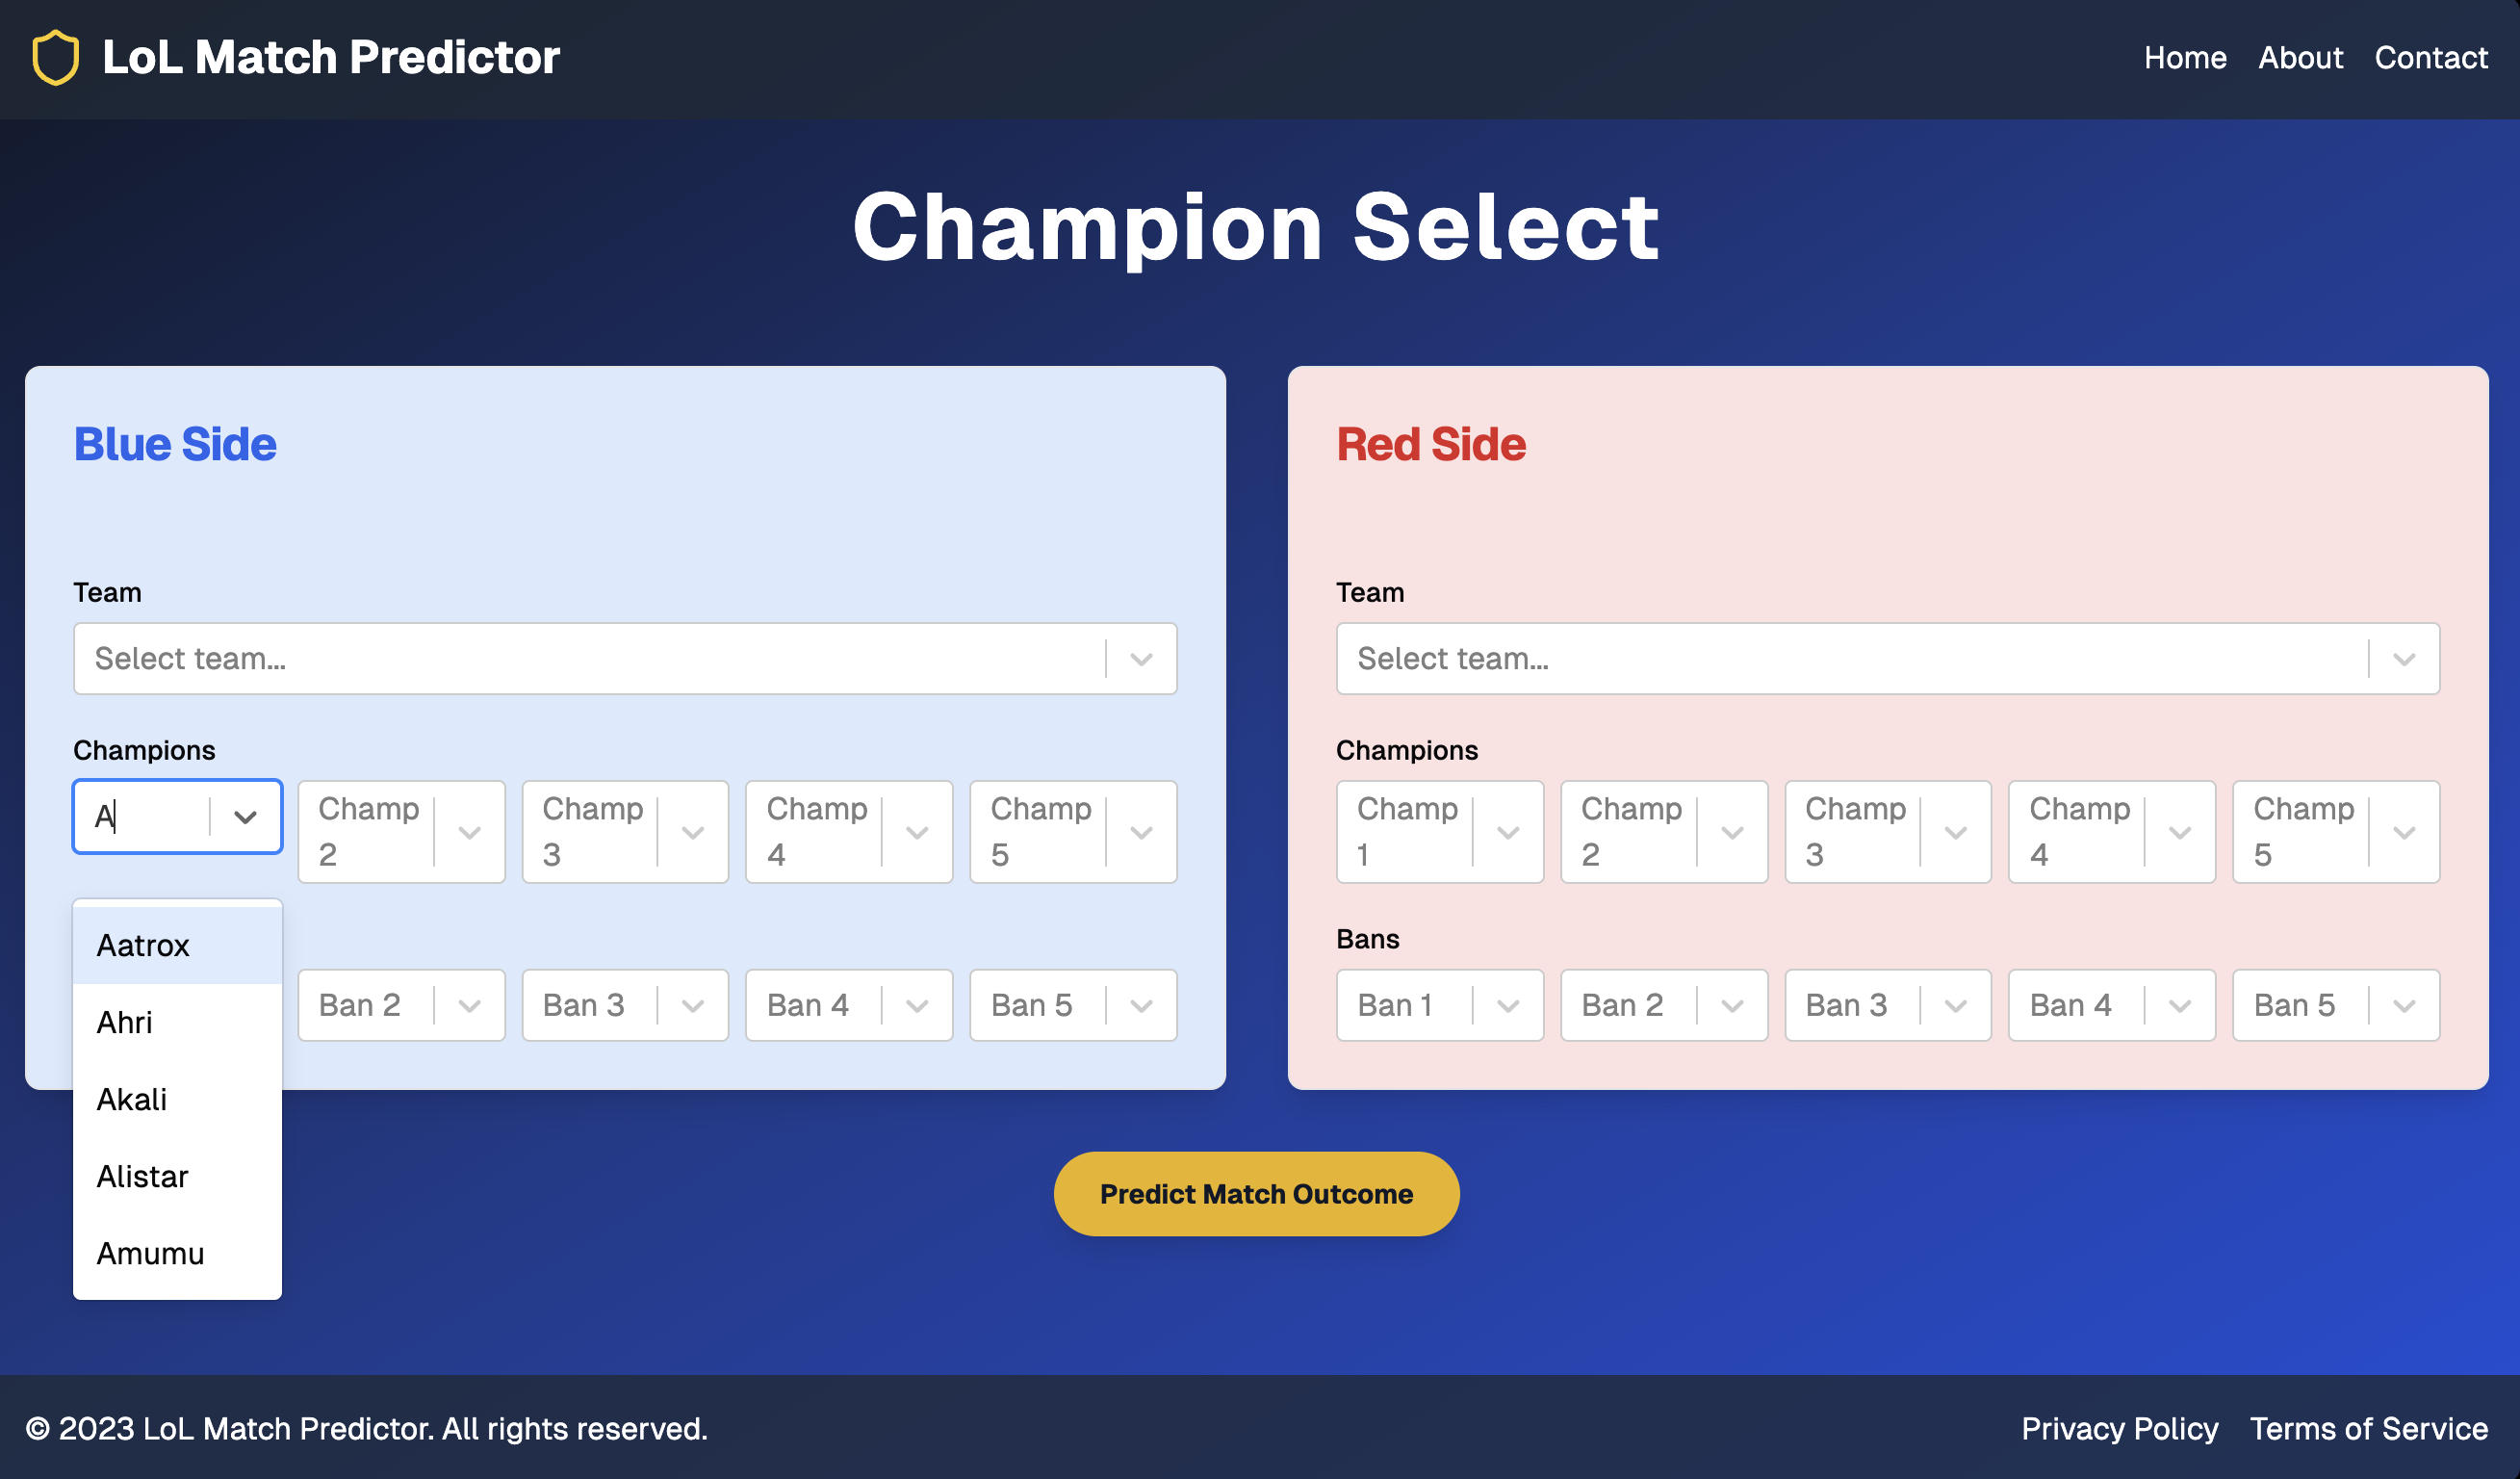 LoL Match Predictor
Home About Contact
Champion Select
Blue Side
Team
Select team...
Champions
A
Champ 2
Champ 3
Champ 4
Champ 5
Aatrox
Ahri
Akali
Alistar
Amumu
Ban 2
Ban 3
Ban 4
Ban 5
Red Side
Team
Select team...
Champions
Champ 1
Champ 2
Champ 3
Champ 4
Champ 5
Bans
Ban 1
Ban 2
Ban 3
Ban 4
Ban 5
Predict Match Outcome
© 2023 LoL Match Predictor. All rights reserved.
Privacy Policy Terms of Service